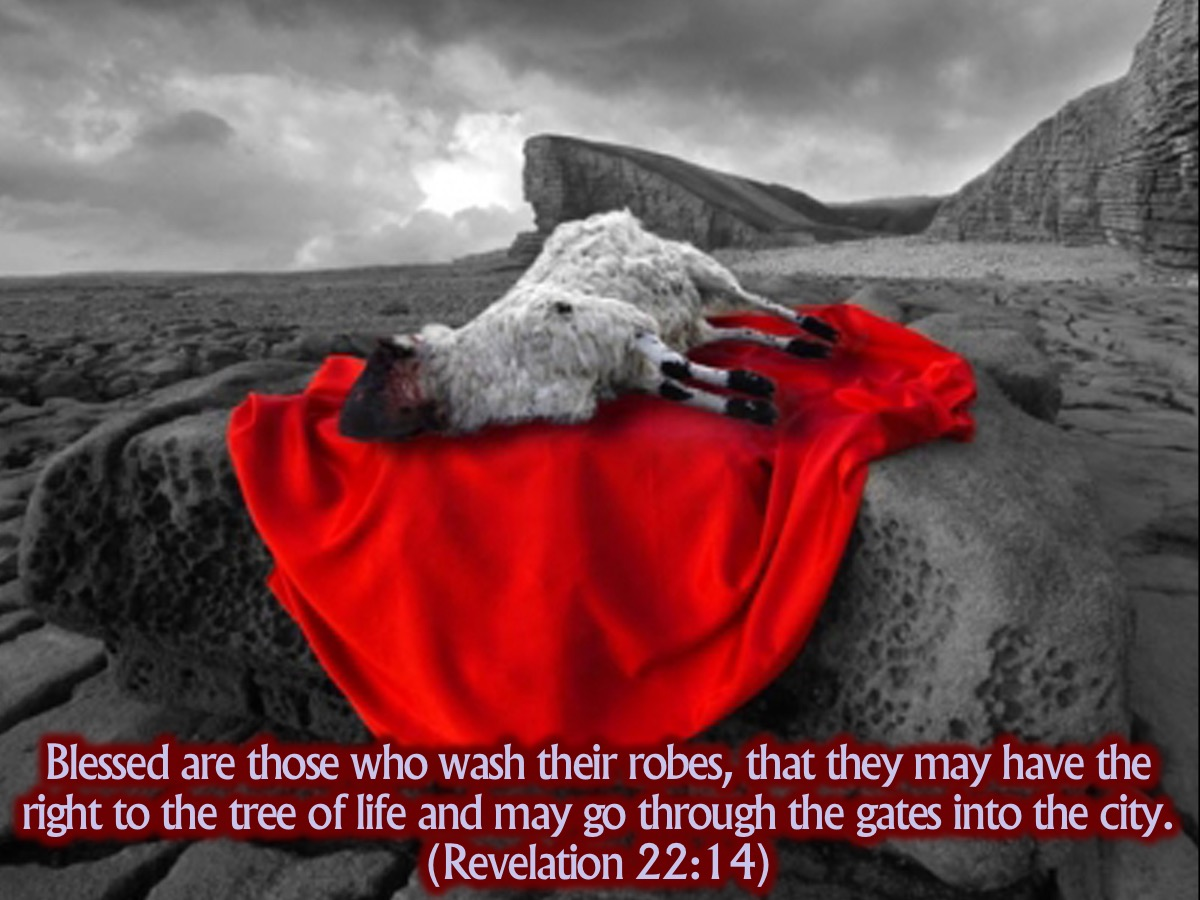 Blessed are those who wash their robes, that they may have the
right to the tree of life and may go through the gates into the city.
(Revelation 22:14)